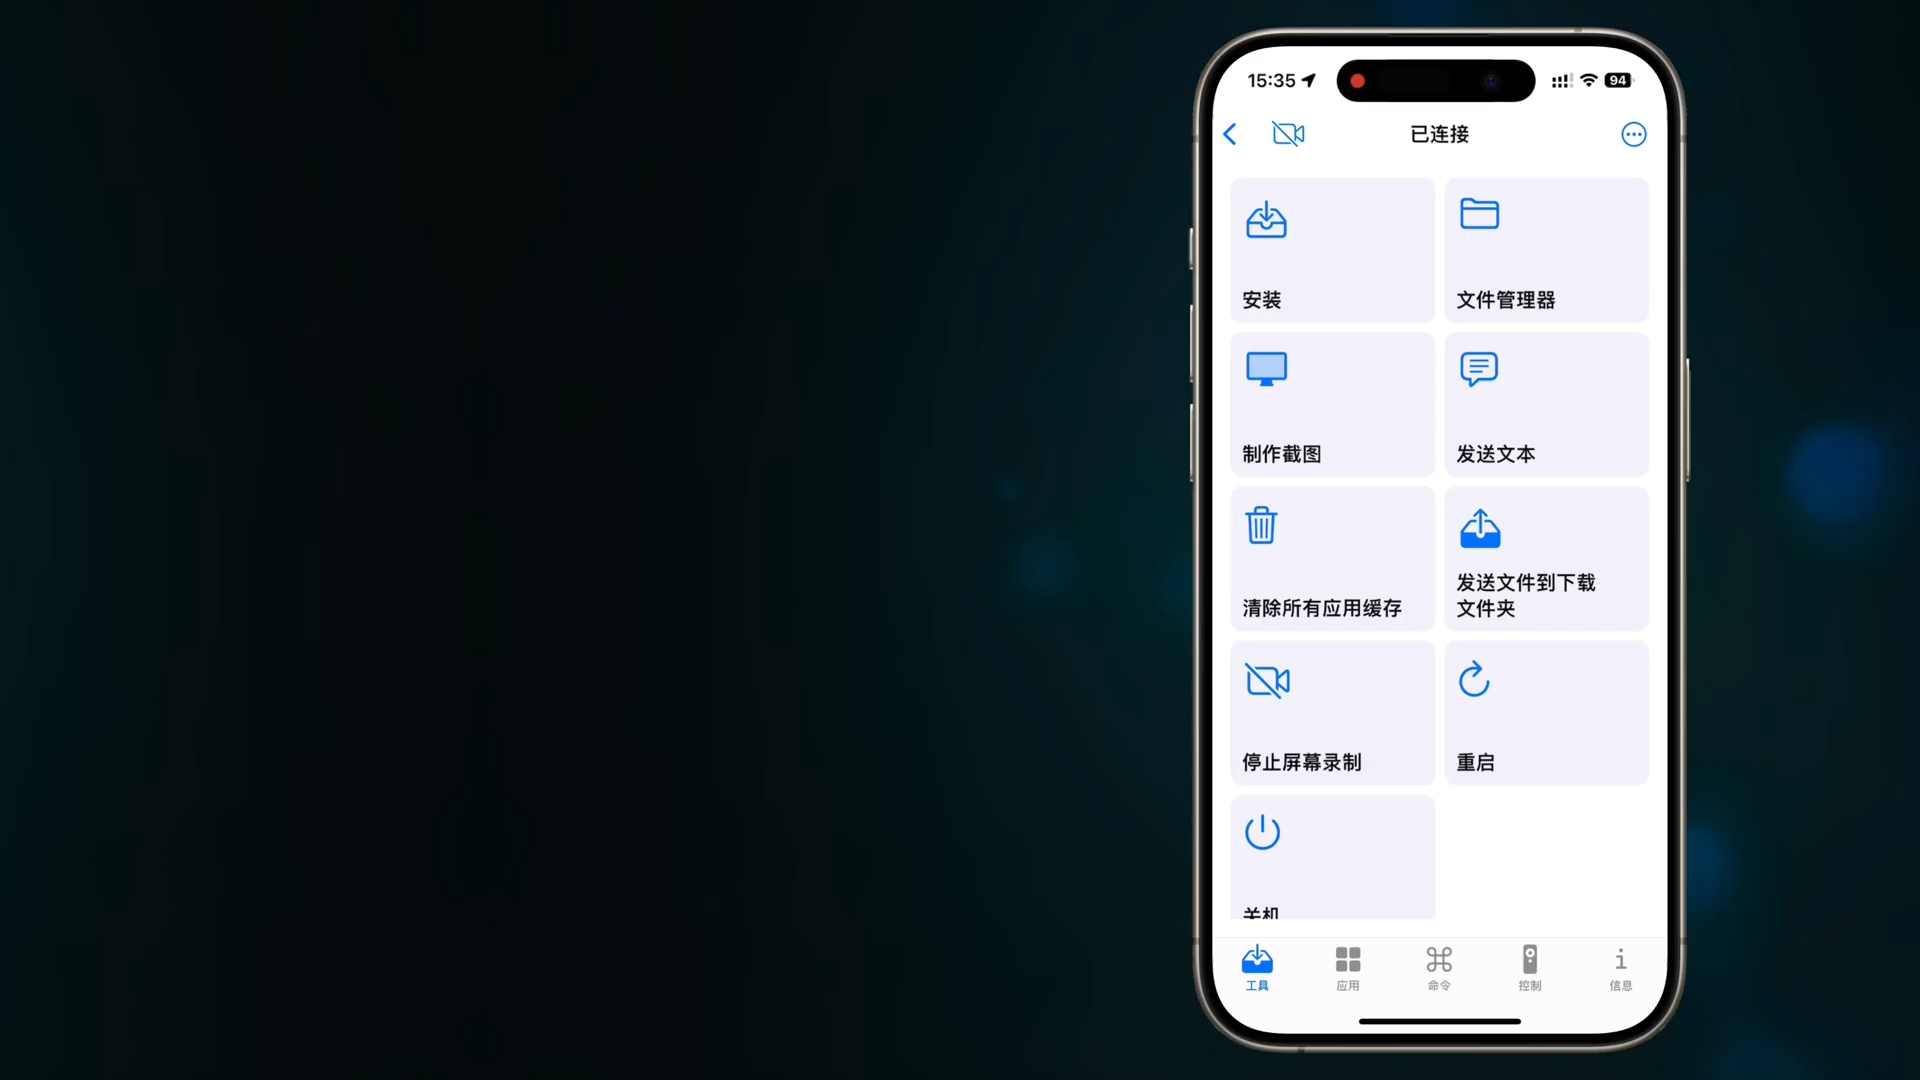 15:35
94
已连接
安装
文件管理器
制作截图
发送文本
清除所有应用缓存
发送文件到下载
文件夹
停止屏幕录制
重启
关机
工具
应用
命令
控制
信息